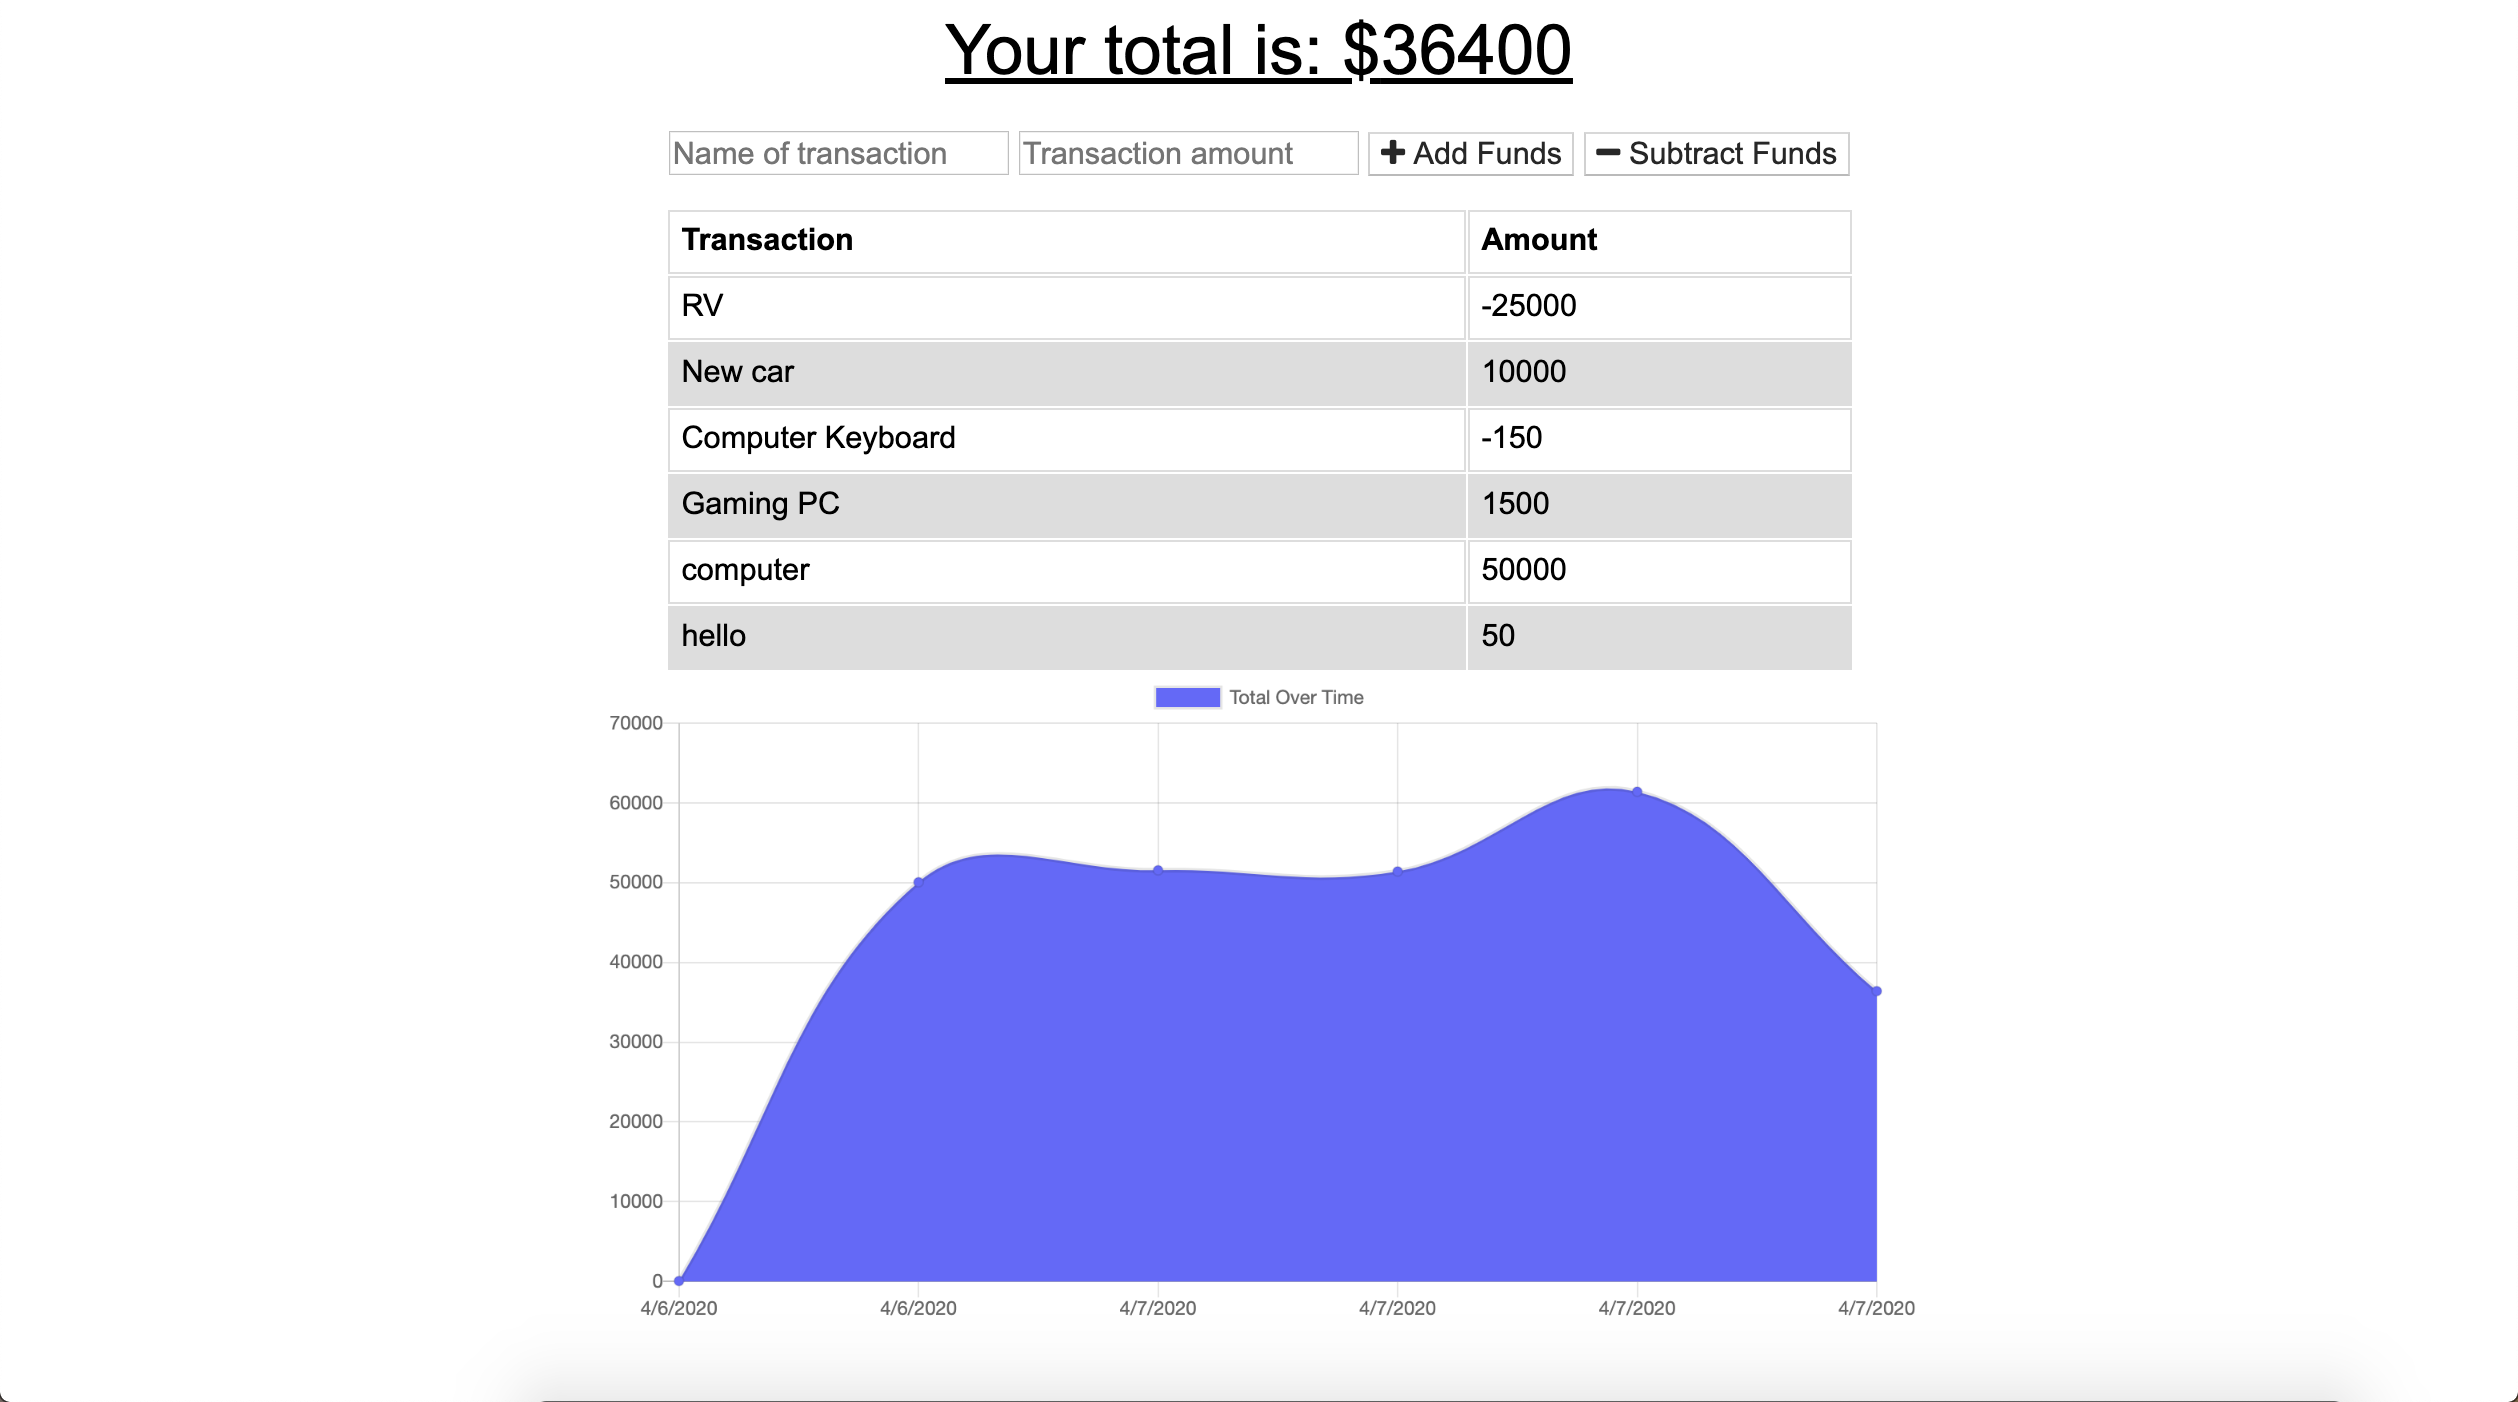 Your total is: $36400
Name of transaction Transaction amount Add Funds Subtract Funds
Transaction Amount
RV -25000
New car 10000
Computer Keyboard -150
Gaming PC 1500
computer 50000
hello 50
Total Over Time
70000
60000
50000
40000
30000
20000
10000
0
4/6/2020 4/6/2020 4/7/2020 4/7/2020 4/7/2020 4/7/2020